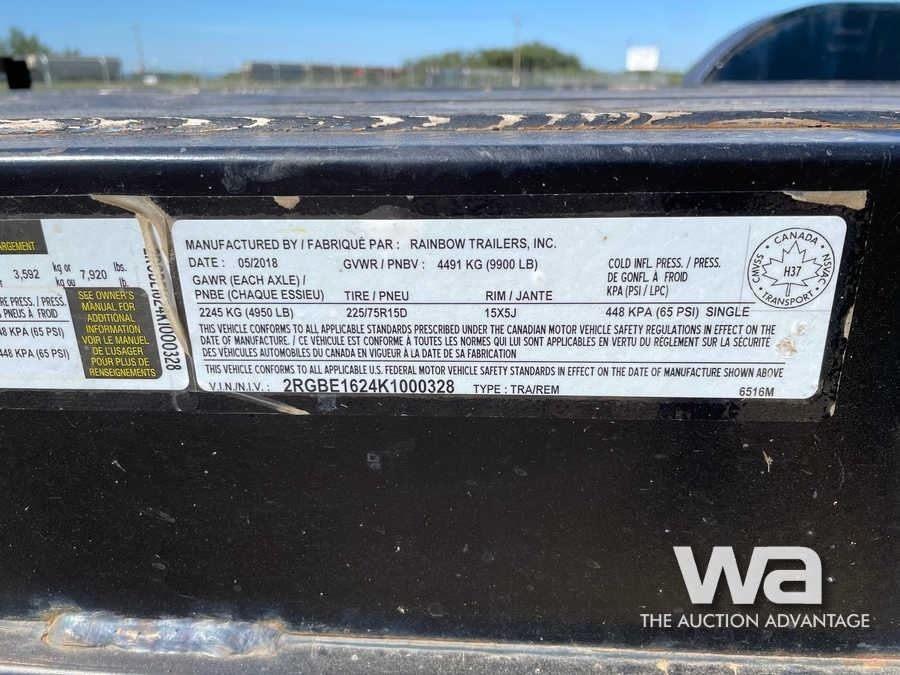 ARGEMENT
3,592 kg or/kg 7,920 lbs./lb.
RE PRESS. / PRESS.
PNEUS À FROID
448 KPA (65 PSI)
448 KPA (65 PSI)
SEE OWNER'S
MANUAL FOR
ADDITIONAL
INFORMATION
VOIR LE MANUEL
DE L'USAGER
POUR PLUS DE
RENSEIGNEMENTS
2RGBE1624K1000328
MANUFACTURED BY / FABRIQUÉ PAR : RAINBOW TRAILERS, INC.
DATE : 05/2018 GVWR / PNBV : 4491 KG (9900 LB)
GAWR (EACH AXLE) /
PNBE (CHAQUE ESSIEU) TIRE / PNEU RIM / JANTE
COLD INFL. PRESS. / PRESS.
DE GONFL. À FROID
KPA (PSI / LPC)
2245 KG (4950 LB) 225/75R15D 15X5J 448 KPA (65 PSI) SINGLE
THIS VEHICLE CONFORMS TO ALL APPLICABLE STANDARDS PRESCRIBED UNDER THE CANADIAN MOTOR VEHICLE SAFETY REGULATIONS IN EFFECT ON THE
DATE OF MANUFACTURE. / CE VÉHICULE EST CONFORME À TOUTES LES NORMES QUI LUI SONT APPLICABLES EN VERTU DU RÈGLEMENT SUR LA SÉCURITÉ
DES VÉHICULES AUTOMOBILES DU CANADA EN VIGUEUR À LA DATE DE SA FABRICATION
THIS VEHICLE CONFORMS TO ALL APPLICABLE U.S. FEDERAL MOTOR VEHICLE SAFETY STANDARDS IN EFFECT ON THE DATE OF MANUFACTURE SHOWN ABOVE
V.I.N./N.I.V. : 2RGBE1624K1000328 TYPE : TRA/REM 6516M
CANADA
CMVSS NSVAC
H37
TRANSPORT
wa
THE AUCTION ADVANTAGE